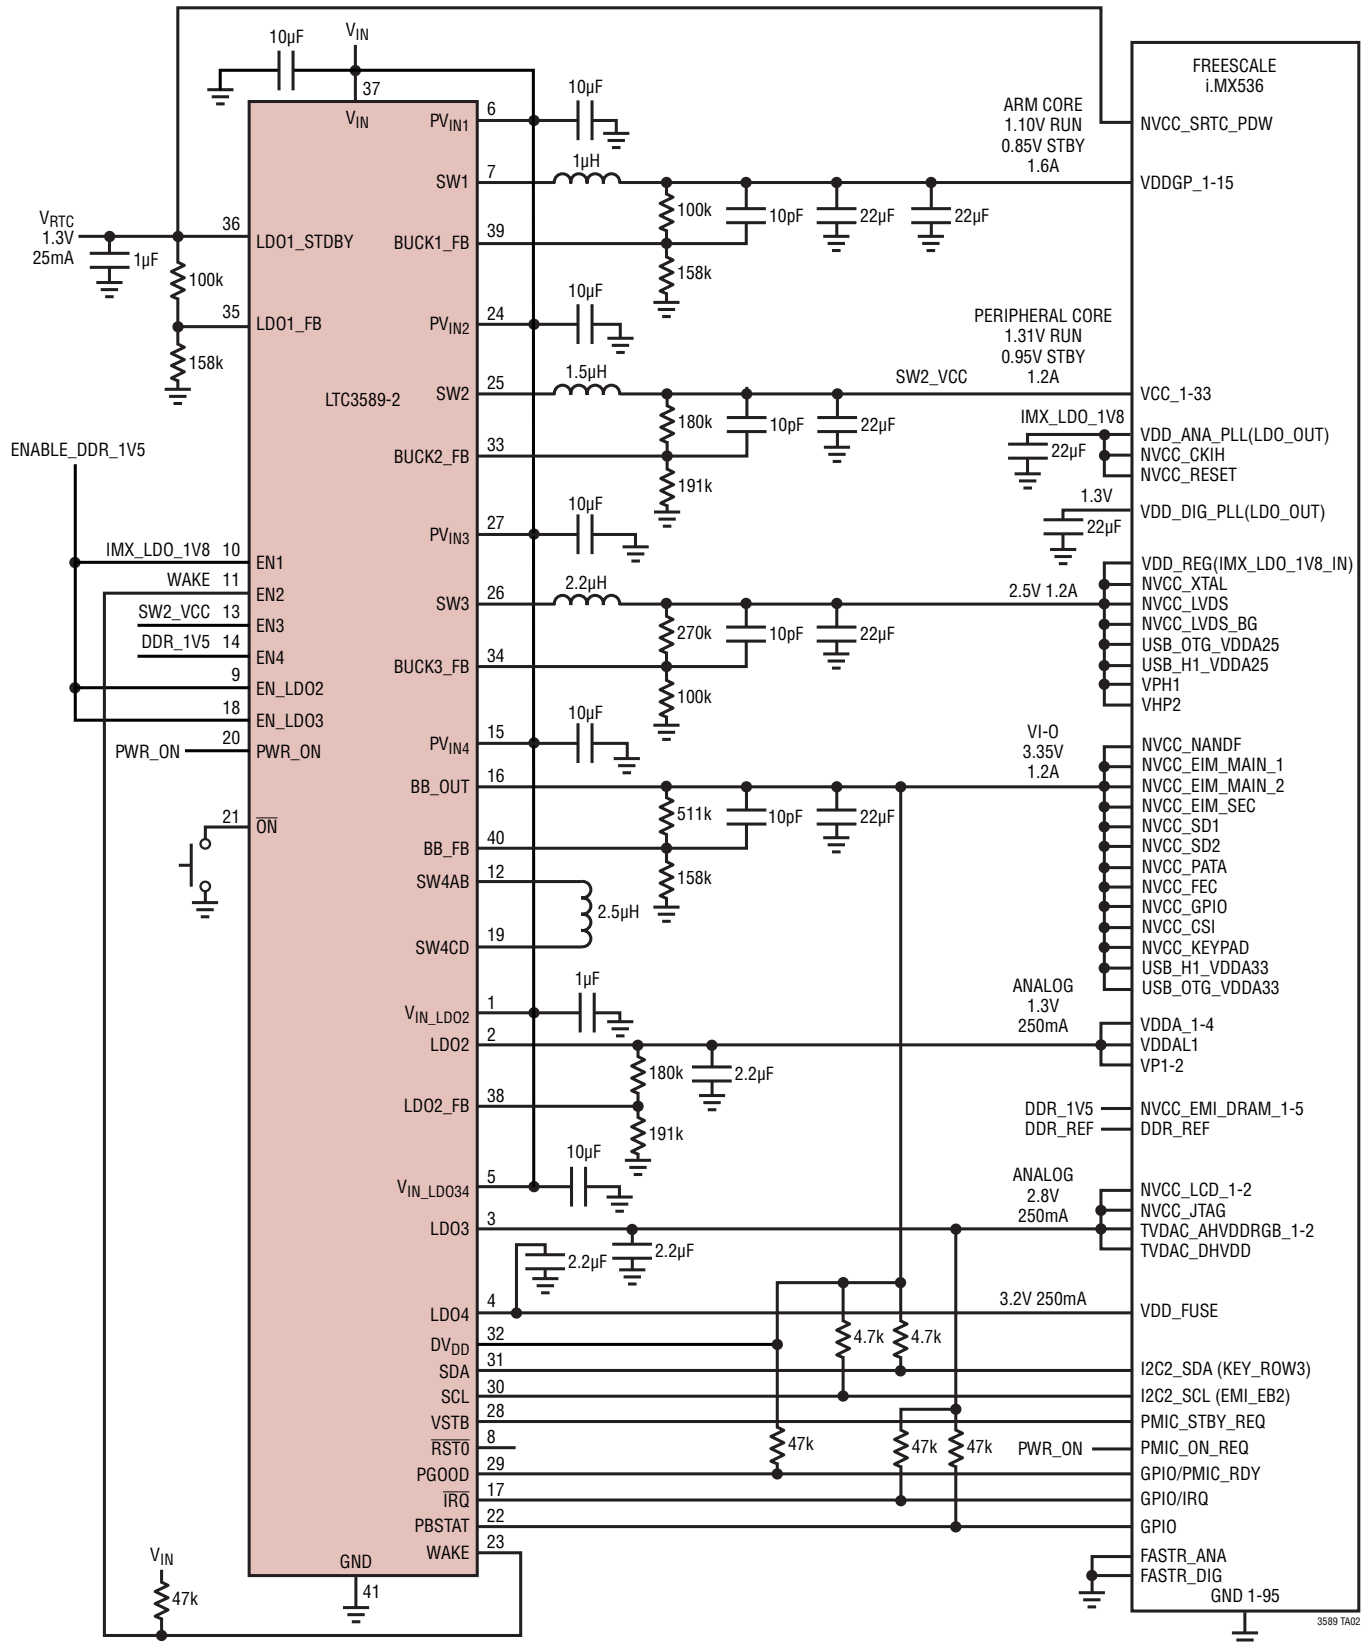 10µF
VIN
37
VIN
FREESCALE
i.MX536
6
PVIN1
10µF
ARM CORE
1.10V RUN
0.85V STBY
1.6A
NVCC_SRTC_PDW
7
SW1
1µH
VDDGP_1-15
100k
10pF
22µF
22µF
39
BUCK1_FB
158k
VRTC
1.3V
25mA
1µF
36
LDO1_STDBY
100k
35
LDO1_FB
158k
LTC3589-2
24
PVIN2
10µF
PERIPHERAL CORE
1.31V RUN
0.95V STBY
1.2A
25
SW2
1.5µH
SW2_VCC
VCC_1-33
180k
10pF
22µF
33
BUCK2_FB
191k
IMX_LDO_1V8
22µF
VDD_ANA_PLL(LDO_OUT)
NVCC_CKIH
NVCC_RESET
1.3V
22µF
VDD_DIG_PLL(LDO_OUT)
ENABLE_DDR_1V5
IMX_LDO_1V8 10 EN1
WAKE 11 EN2
SW2_VCC 13 EN3
DDR_1V5 14 EN4
9 EN_LDO2
18 EN_LDO3
PWR_ON 20 PWR_ON
21 ON
27
PVIN3
10µF
26
SW3
2.2µH
2.5V 1.2A
270k
10pF
22µF
34
BUCK3_FB
100k
VDD_REG(IMX_LDO_1V8_IN)
NVCC_XTAL
NVCC_LVDS
NVCC_LVDS_BG
USB_OTG_VDDA25
USB_H1_VDDA25
VPH1
VHP2
15
PVIN4
10µF
VI-O
3.35V
1.2A
16
BB_OUT
511k
10pF
22µF
40
BB_FB
158k
12
SW4AB
2.5µH
19
SW4CD
NVCC_NANDF
NVCC_EIM_MAIN_1
NVCC_EIM_MAIN_2
NVCC_EIM_SEC
NVCC_SD1
NVCC_SD2
NVCC_PATA
NVCC_FEC
NVCC_GPIO
NVCC_CSI
NVCC_KEYPAD
USB_H1_VDDA33
USB_OTG_VDDA33
1
VIN_LDO2
1µF
ANALOG
1.3V
250mA
2
LDO2
180k
2.2µF
38
LDO2_FB
191k
VDDA_1-4
VDDAL1
VP1-2
DDR_1V5 NVCC_EMI_DRAM_1-5
DDR_REF DDR_REF
5
VIN_LDO34
10µF
ANALOG
2.8V
250mA
3
LDO3
2.2µF
2.2µF
NVCC_LCD_1-2
NVCC_JTAG
TVDAC_AHVDDRGB_1-2
TVDAC_DHVDD
4
LDO4
3.2V 250mA
VDD_FUSE
32
DVDD
4.7k
4.7k
31
SDA
I2C2_SDA (KEY_ROW3)
30
SCL
I2C2_SCL (EMI_EB2)
28
VSTB
PMIC_STBY_REQ
8
RSTO
47k
47k
47k
PWR_ON
PMIC_ON_REQ
29
PGOOD
GPIO/PMIC_RDY
17
IRQ
GPIO/IRQ
22
PBSTAT
GPIO
23
WAKE
VIN
47k
GND
41
FASTR_ANA
FASTR_DIG
GND 1-95
3589 TA02